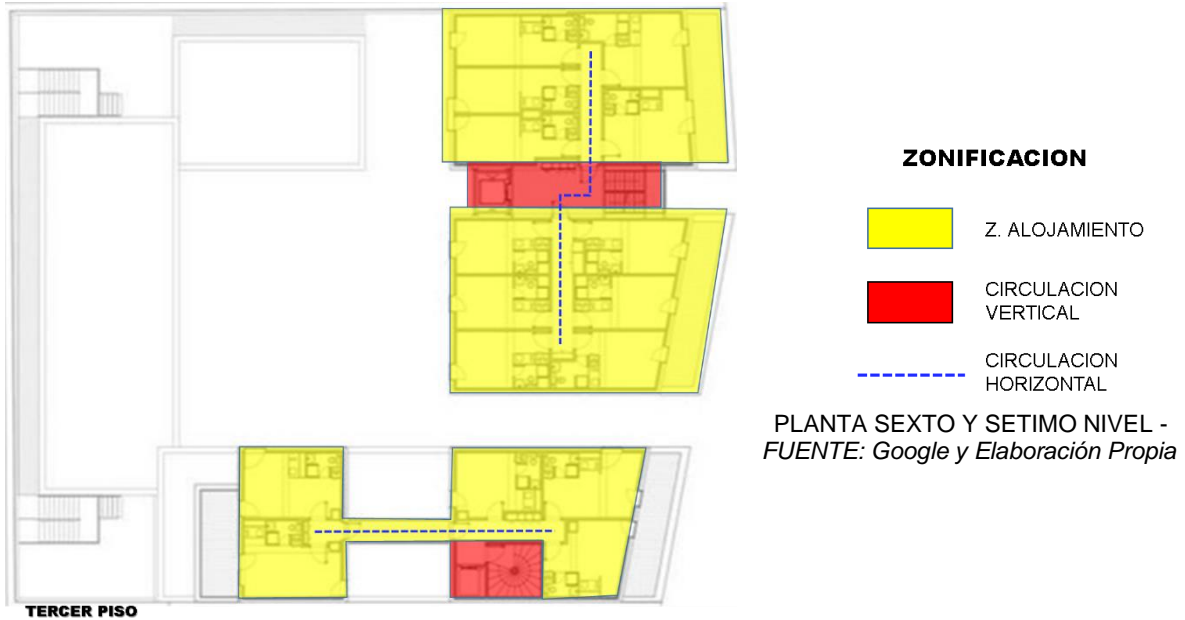 ZONIFICACION
Z. ALOJAMIENTO
CIRCULACION
VERTICAL
CIRCULACION
HORIZONTAL
PLANTA SEXTO Y SETIMO NIVEL -
FUENTE: Google y Elaboración Propia
TERCER PISO